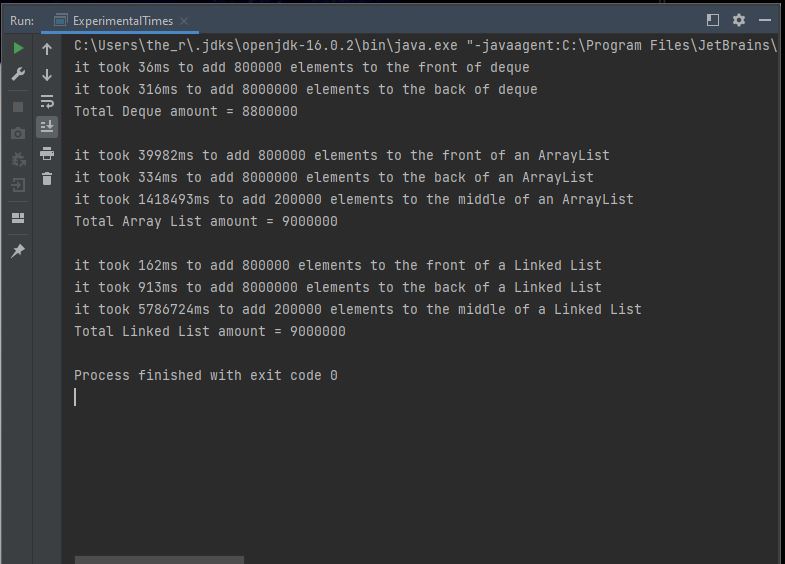 Run: ExperimentalTimes
C:\Users\the_r\.jdks\openjdk-16.0.2\bin\java.exe "-javaagent:C:\Program Files\JetBrains\
it took 36ms to add 800000 elements to the front of deque
it took 316ms to add 8000000 elements to the back of deque
Total Deque amount = 8800000
it took 39982ms to add 800000 elements to the front of an ArrayList
it took 334ms to add 8000000 elements to the back of an ArrayList
it took 1418493ms to add 200000 elements to the middle of an ArrayList
Total Array List amount = 9000000
it took 162ms to add 800000 elements to the front of a Linked List
it took 913ms to add 8000000 elements to the back of a Linked List
it took 5786724ms to add 200000 elements to the middle of a Linked List
Total Linked List amount = 9000000
Process finished with exit code 0